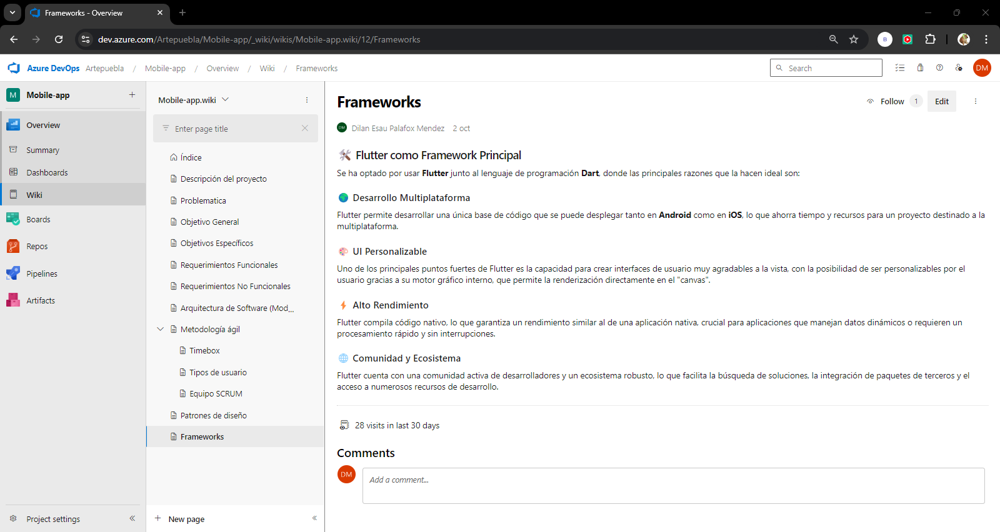 Frameworks - Overview
dev.azure.com/Artepuebla/Mobile-app/_wiki/wikis/Mobile-app.wiki/12/Frameworks
B
Azure DevOps Artepuebla / Mobile-app / Overview / Wiki / Frameworks
Search
DM
M Mobile-app
Overview
Summary
Dashboards
Wiki
Boards
Repos
Pipelines
Artifacts
Project settings
Mobile-app.wiki
Enter page title
Índice
Descripción del proyecto
Problematica
Objetivo General
Objetivos Específicos
Requerimientos Funcionales
Requerimientos No Funcionales
Arquitectura de Software (Mod...
Metodología ágil
Timebox
Tipos de usuario
Equipo SCRUM
Patrones de diseño
Frameworks
New page
Frameworks
Follow 1 Edit
DM Dilan Esau Palafox Mendez 2 oct
Flutter como Framework Principal
Se ha optado por usar Flutter junto al lenguaje de programación Dart, donde las principales razones que la hacen ideal son:
Desarrollo Multiplataforma
Flutter permite desarrollar una única base de código que se puede desplegar tanto en Android como en iOS, lo que ahorra tiempo y recursos para un proyecto destinado a la
multiplataforma.
UI Personalizable
Uno de los principales puntos fuertes de Flutter es la capacidad para crear interfaces de usuario muy agradables a la vista, con la posibilidad de ser personalizables por el
usuario gracias a su motor gráfico interno, que permite la renderización directamente en el "canvas".
Alto Rendimiento
Flutter compila código nativo, lo que garantiza un rendimiento similar al de una aplicación nativa, crucial para aplicaciones que manejan datos dinámicos o requieren un
procesamiento rápido y sin interrupciones.
Comunidad y Ecosistema
Flutter cuenta con una comunidad activa de desarrolladores y un ecosistema robusto, lo que facilita la búsqueda de soluciones, la integración de paquetes de terceros y el
acceso a numerosos recursos de desarrollo.
28 visits in last 30 days
Comments
DM
Add a comment...